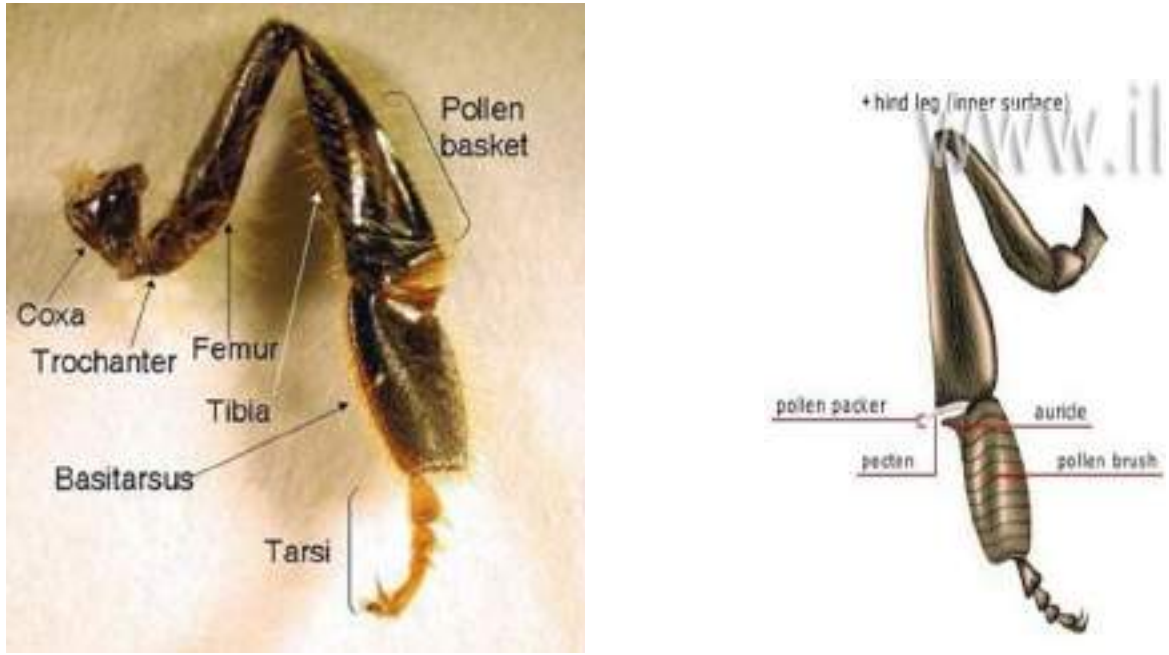 Pollen
basket
Coxa
Trochanter
Femur
Tibia
Basitarsus
Tarsi
+ hind leg (inner surface)
www.il
pollen packer
auricle
pecten
pollen brush